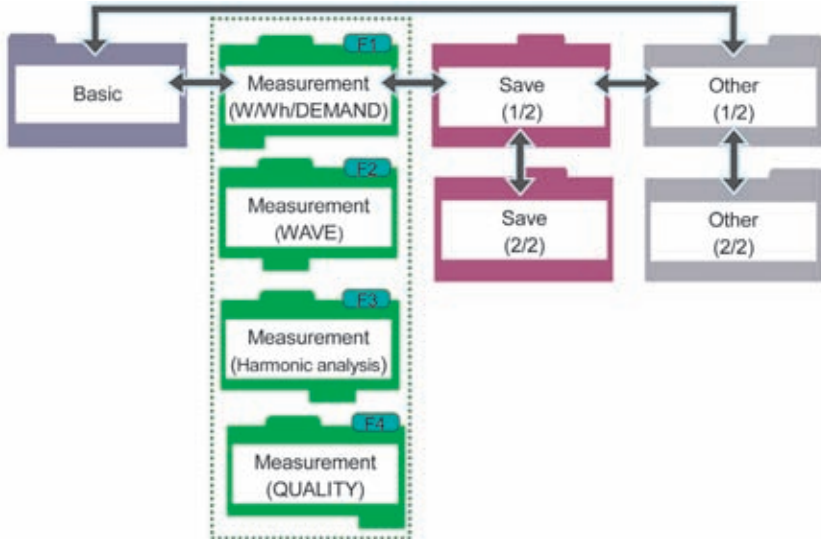 Basic
F1
Measurement
(W/Wh/DEMAND)
Save
(1/2)
Other
(1/2)
F2
Measurement
(WAVE)
Save
(2/2)
Other
(2/2)
F3
Measurement
(Harmonic analysis)
F4
Measurement
(QUALITY)